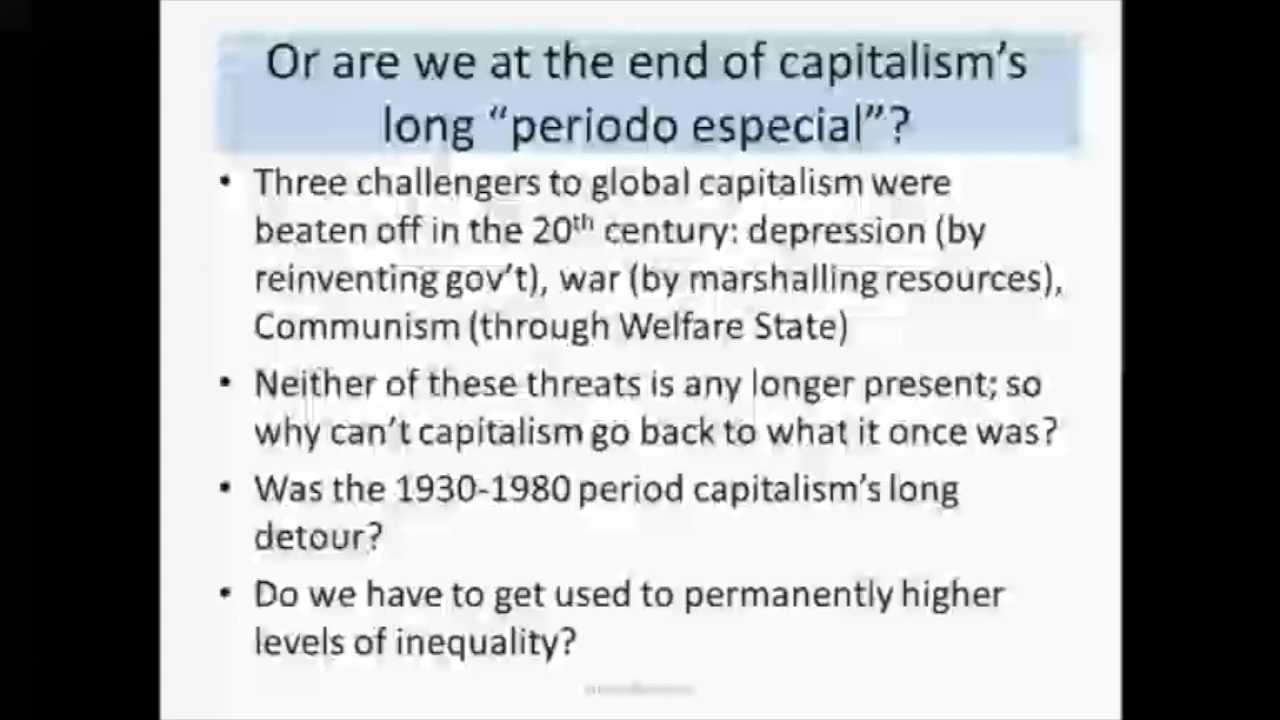 Or are we at the end of capitalism's
long “periodo especial”?
• Three challengers to global capitalism were
beaten off in the 20th century: depression (by
reinventing gov't), war (by marshalling resources),
Communism (through Welfare State)
• Neither of these threats is any longer present; so
why can't capitalism go back to what it once was?
• Was the 1930-1980 period capitalism's long
detour?
• Do we have to get used to permanently higher
levels of inequality?